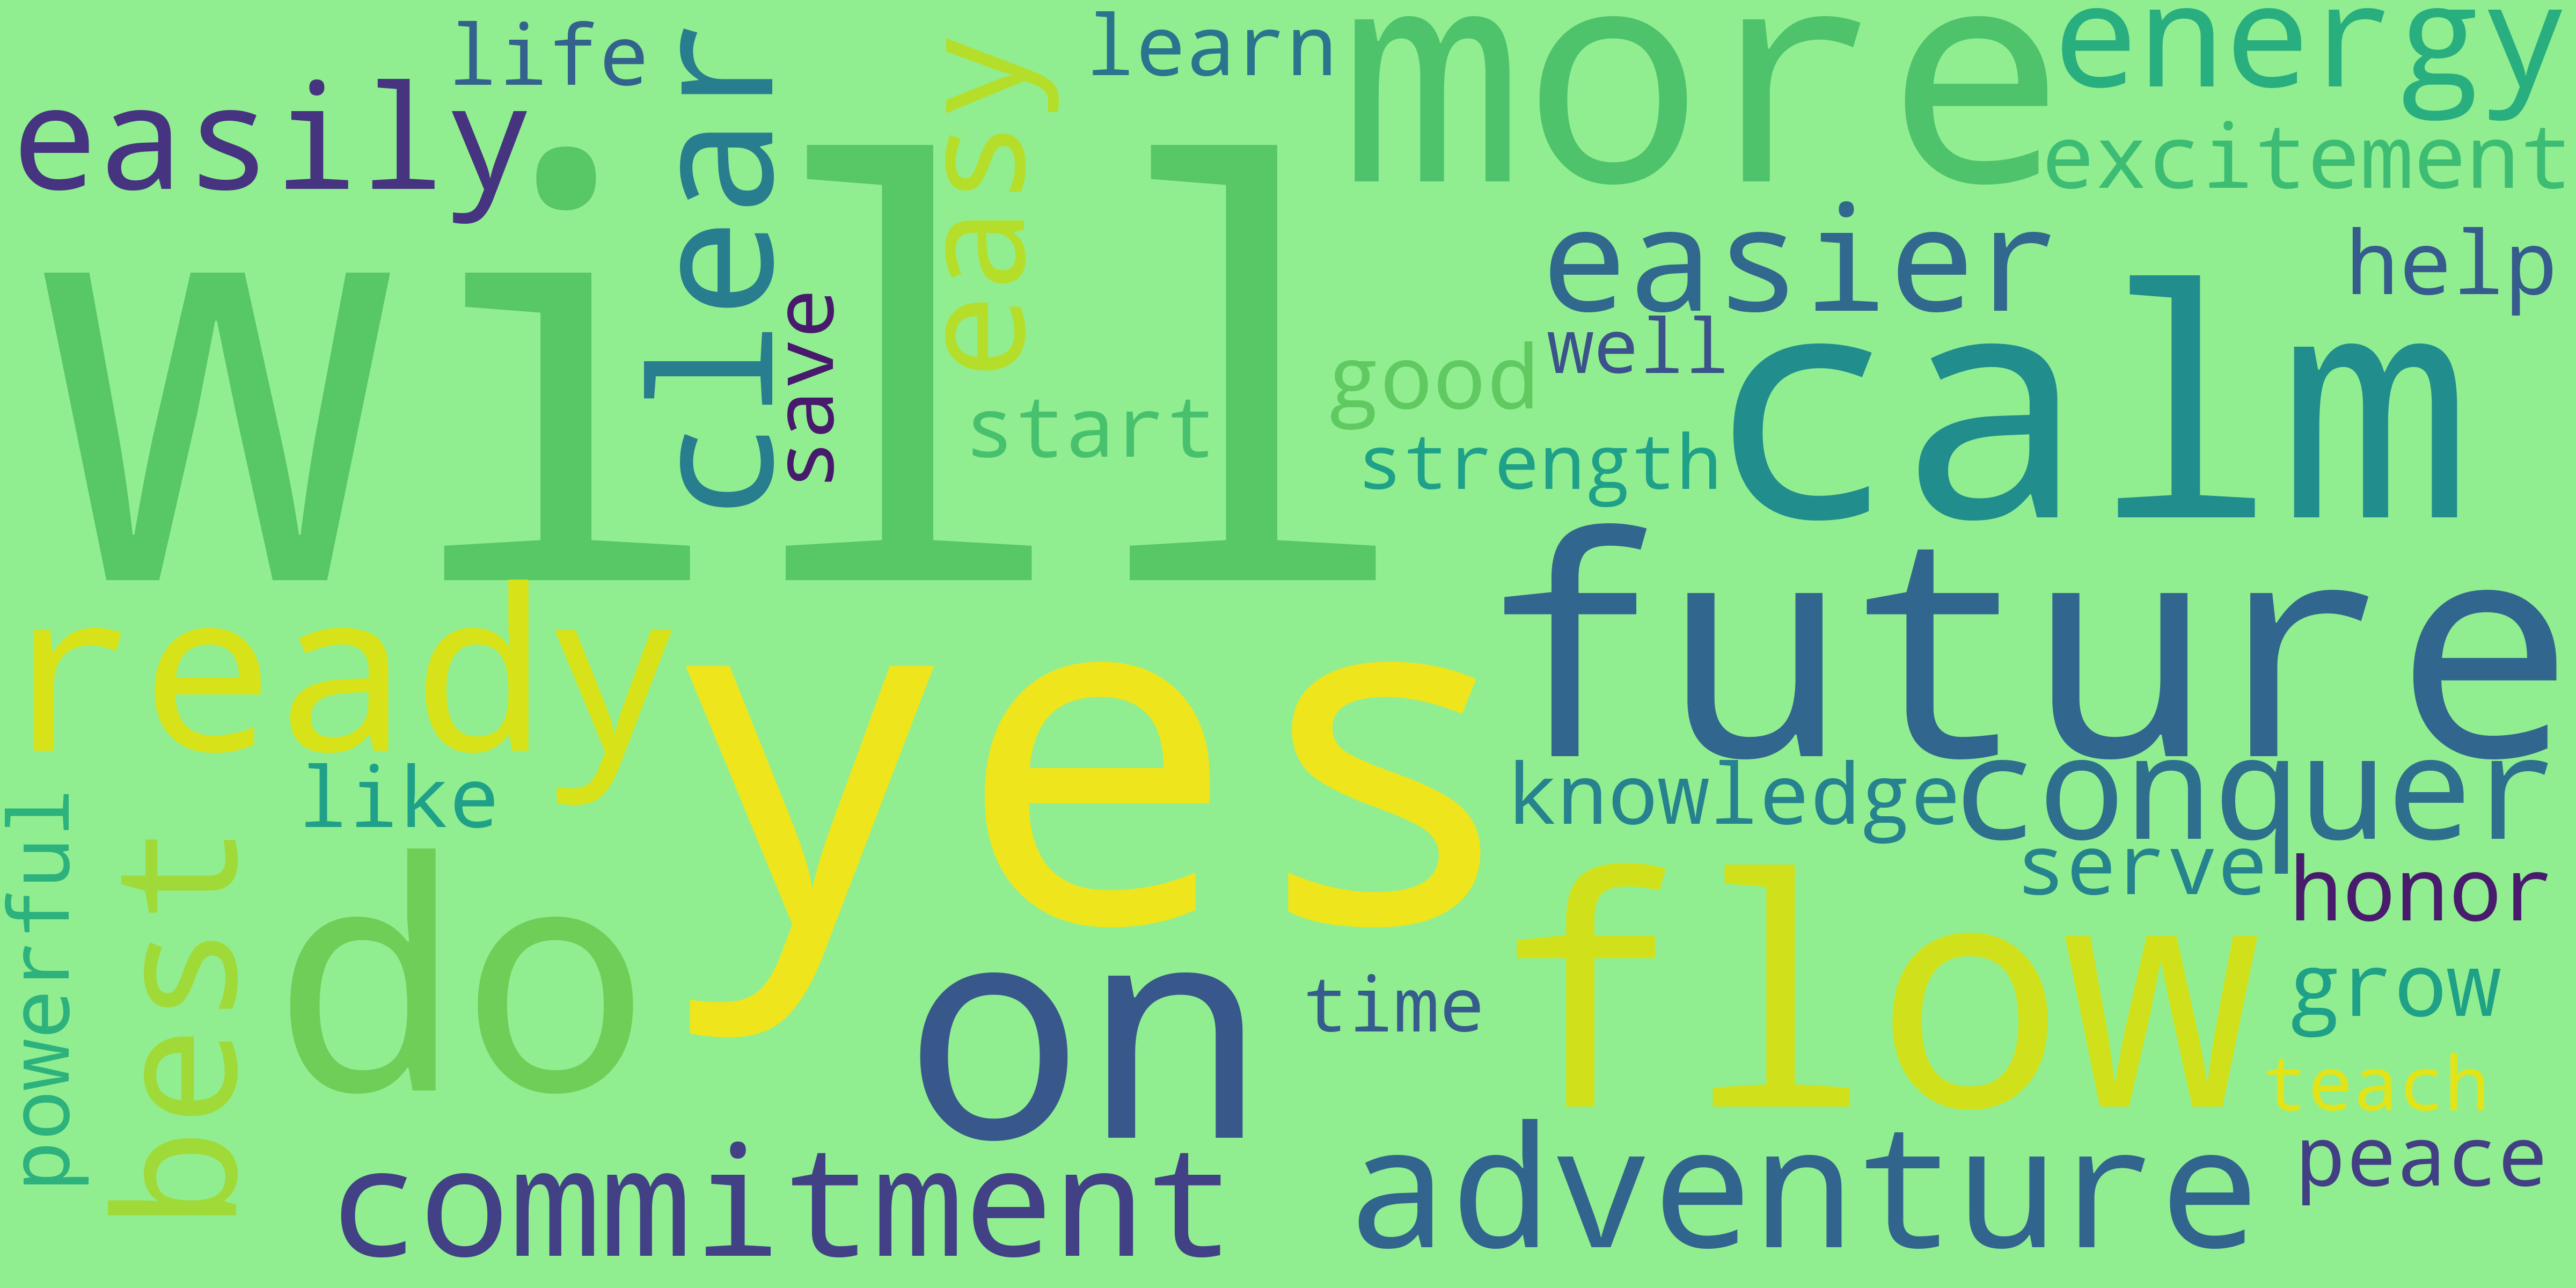 life
learn
more
energy
easily
clear
easy
excitement
will
easier
help
save
well
calm
start
good
strength
future
ready
yes
like
knowledge
conquer
powerful
best
do
serve
honor
on
time
flow
grow
teach
commitment
adventure
peace